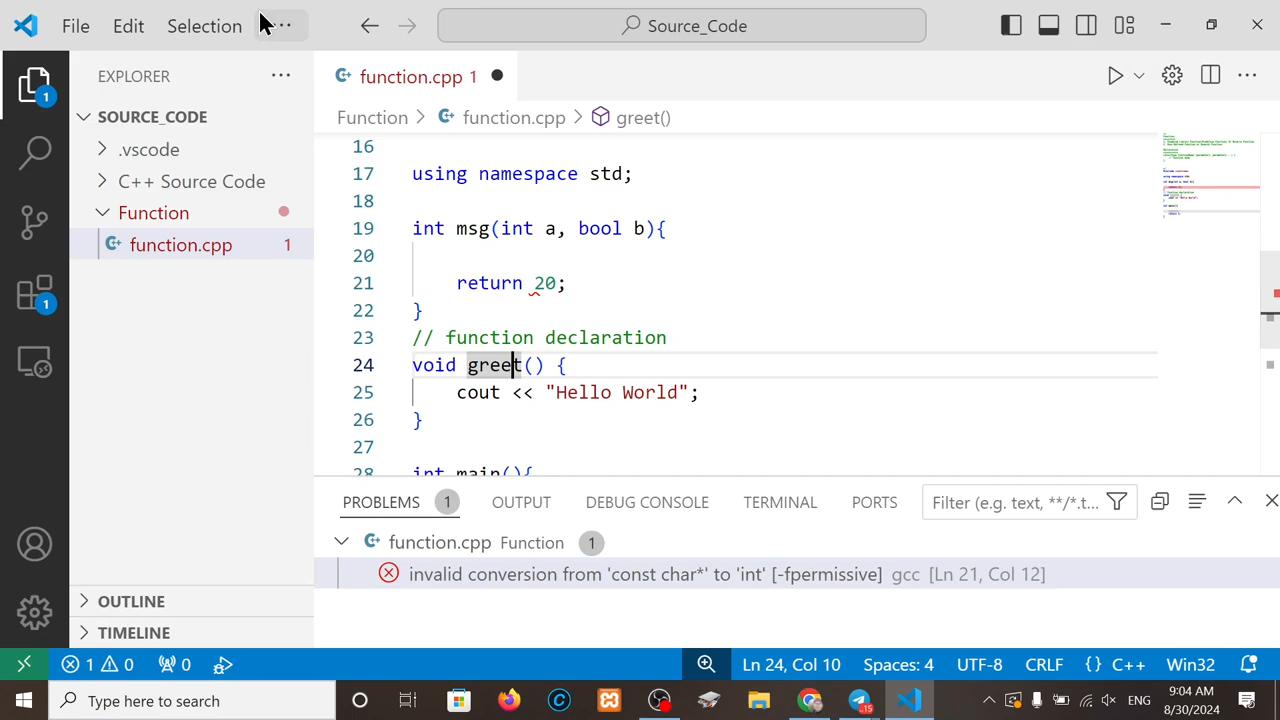 File Edit Selection ··· Source_Code
EXPLORER ···
function.cpp 1
SOURCE_CODE
Function > function.cpp > greet()
.vscode
C++ Source Code
Function
function.cpp 1
1
1
16
17 using namespace std;
18
19 int msg(int a, bool b){
20
21 return 20;
22 }
23 // function declaration
24 void greet() {
25 cout << "Hello World";
26 }
27
28 int main(){
PROBLEMS 1 OUTPUT DEBUG CONSOLE TERMINAL PORTS Filter (e.g. text, **/*.t...
function.cpp Function 1
invalid conversion from 'const char*' to 'int' [-fpermissive] gcc [Ln 21, Col 12]
OUTLINE
TIMELINE
1 0 0 Ln 24, Col 10 Spaces: 4 UTF-8 CRLF {} C++ Win32
Type here to search 15 ENG 9:04 AM
8/30/2024